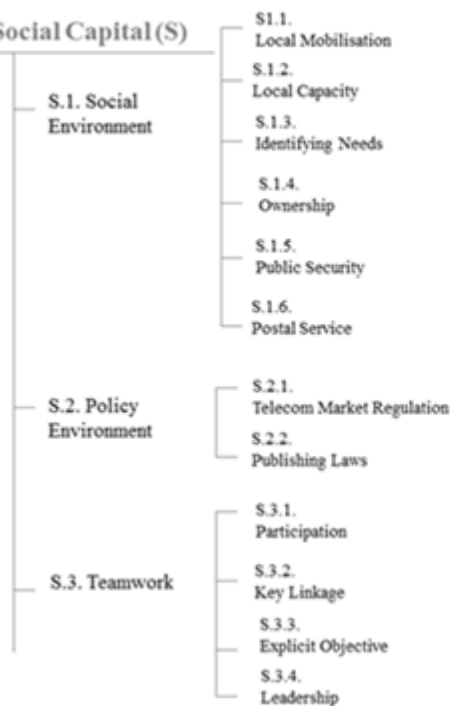 Social Capital (S)
S.1. Social
Environment
S1.1.
Local Mobilisation
S.1.2.
Local Capacity
S.1.3.
Identifying Needs
S.1.4.
Ownership
S.1.5.
Public Security
S.1.6.
Postal Service
S.2. Policy
Environment
S.2.1.
Telecom Market Regulation
S.2.2.
Publishing Laws
S.3. Teamwork
S.3.1.
Participation
S.3.2.
Key Linkage
S.3.3.
Explicit Objective
S.3.4.
Leadership